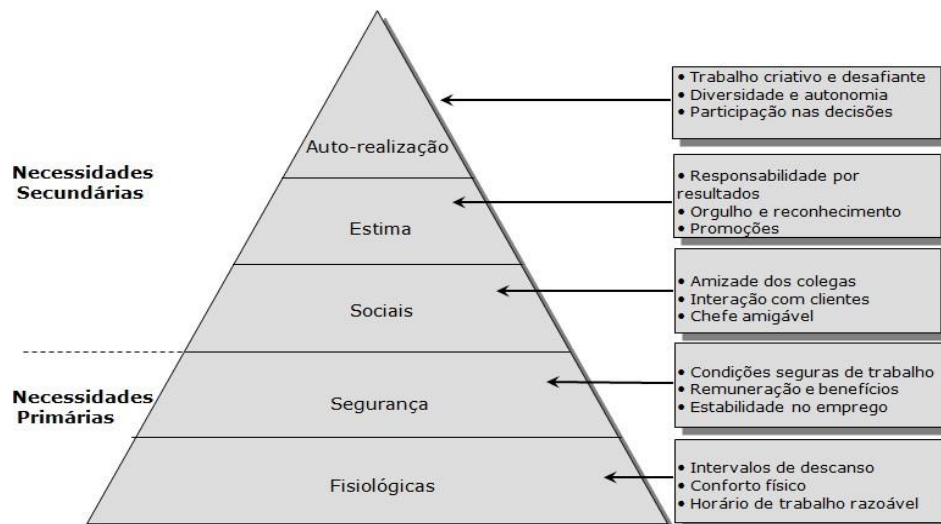 Necessidades
Secundárias
Auto-realização
• Trabalho criativo e desafiante
• Diversidade e autonomia
• Participação nas decisões
Estima
• Responsabilidade por
resultados
• Orgulho e reconhecimento
• Promoções
Sociais
• Amizade dos colegas
• Interação com clientes
• Chefe amigável
Necessidades
Primárias
Segurança
• Condições seguras de trabalho
• Remuneração e benefícios
• Estabilidade no emprego
Fisiológicas
• Intervalos de descanso
• Conforto físico
• Horário de trabalho razoável